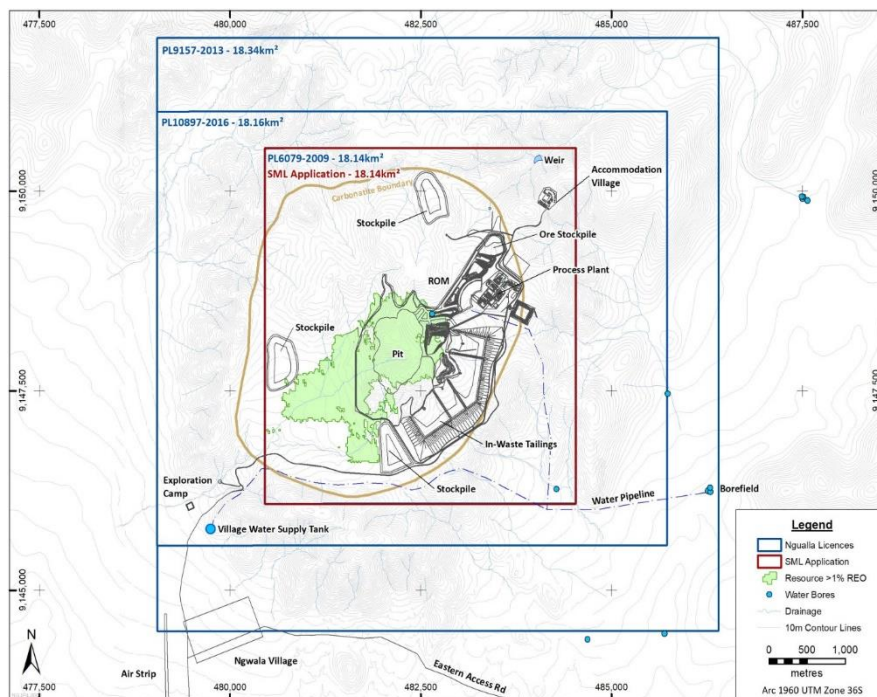 477,500
480,000
482,500
485,000
487,500
PL9157-2013 - 18.34km²
PL10897-2016 - 18.16km²
PL6079-2009 - 18.14km²
SML Application - 18.14km²
Weir
Accommodation
Village
9,150,000
9,150,000
Carbonatite Boundary
Stockpile
Ore Stockpile
ROM
Process Plant
Stockpile
Pit
9,147,500
9,147,500
In-Waste Tailings
Exploration
Camp
Stockpile
Water Pipeline
Borefield
Village Water Supply Tank
Legend
Ngualla Licences
SML Application
Resource >1% REO
Water Bores
Drainage
10m Contour Lines
0
500
1,000
metres
Arc 1960 UTM Zone 36S
9,145,000
N
Ngwala Village
Air Strip
Eastern Access Rd
477,500
480,000
482,500
485,000
487,500